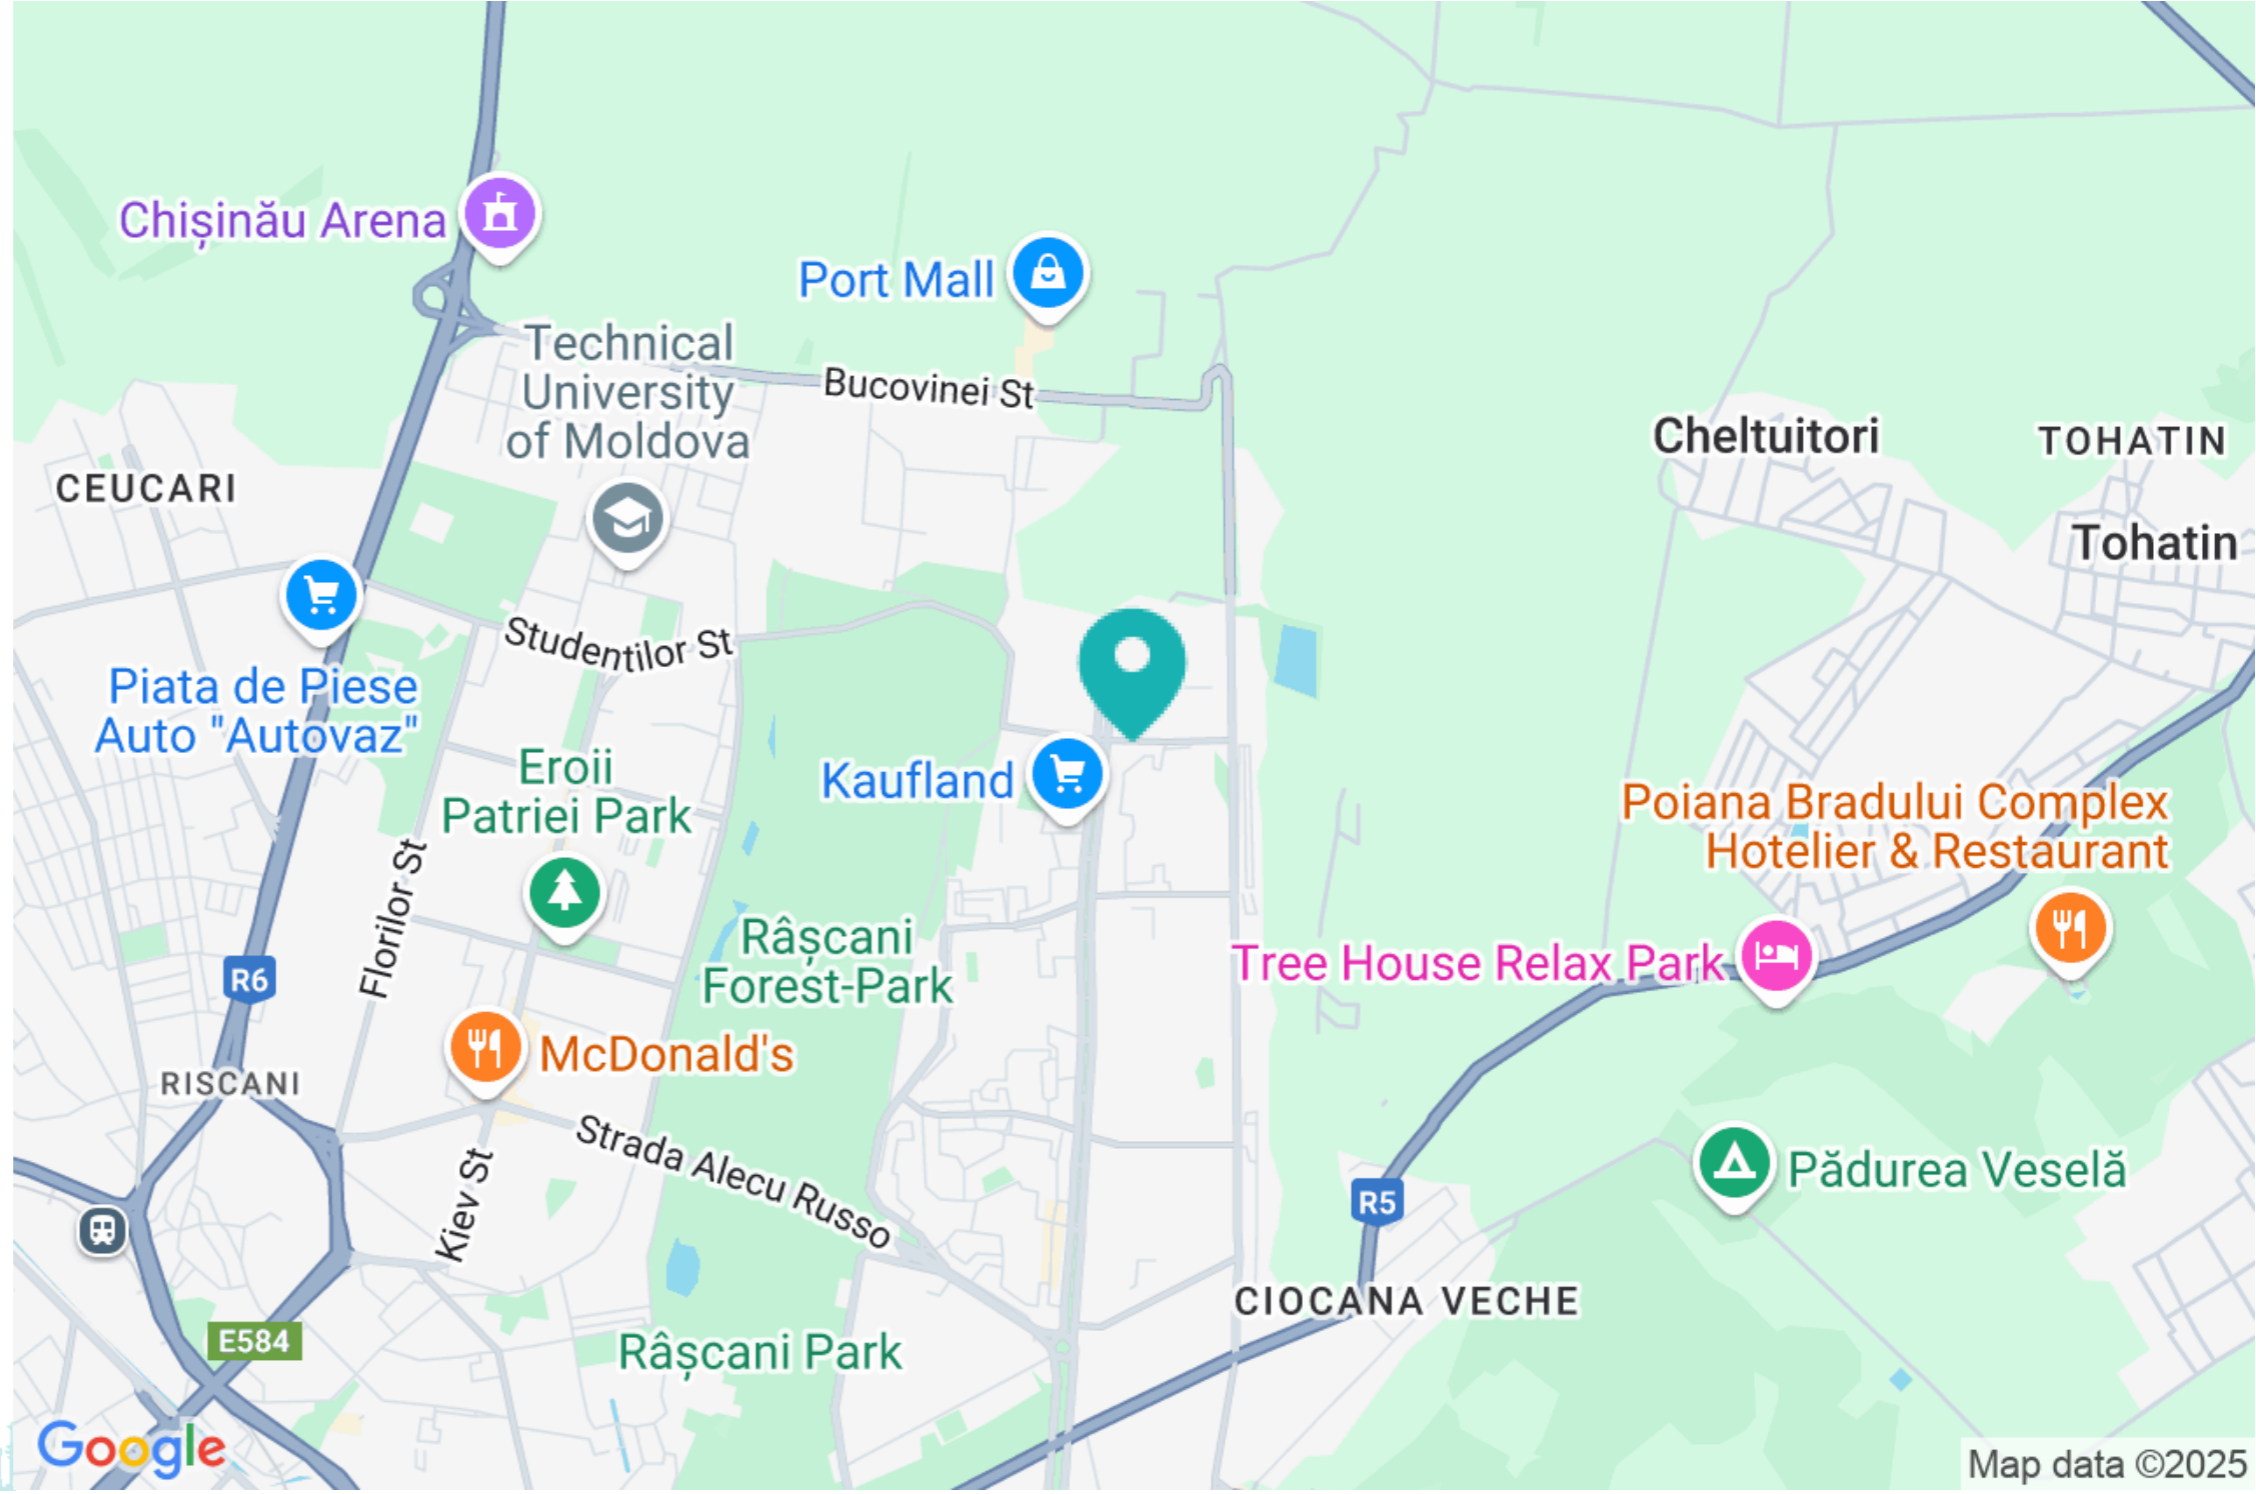 Chișinău Arena
Port Mall
Technical
University
of Moldova
Bucovinei St
Cheltuitori
TOHATIN
CEUCARI
Tohatin
Studentilor St
Piata de Piese
Auto "Autovaz"
Eroii
Patriei Park
Kaufland
Poiana Bradului Complex
Hotelier & Restaurant
Florilor St
Râșcani
Forest-Park
Tree House Relax Park
R6
McDonald's
RISCANI
Strada Alecu Russo
Kiev St
Pădurea Veselă
R5
CIOCANA VECHE
E584
Râșcani Park
Google
Map data ©2025